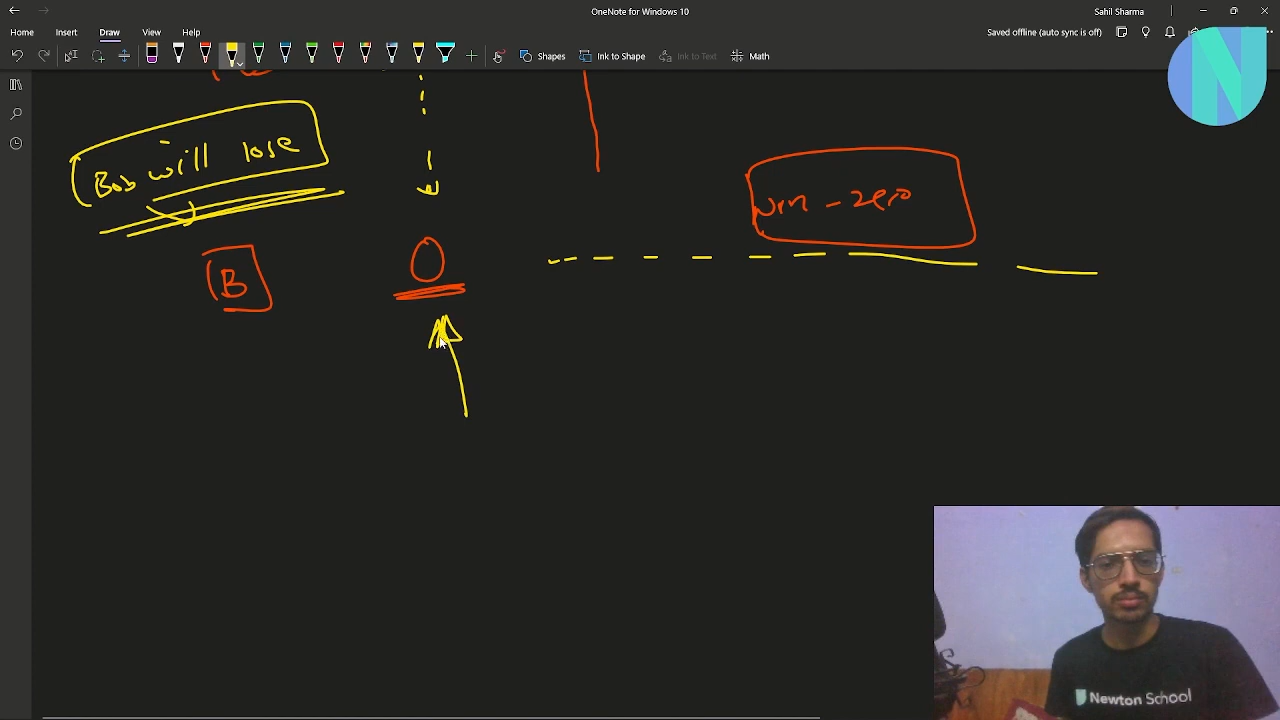 OneNote for Windows 10
Sahil Sharma
Home Insert Draw View Help
Saved offline (auto sync is off)
Shapes Ink to Shape Ink to Text Math
Bob will lose
zero
B
0
Newton School